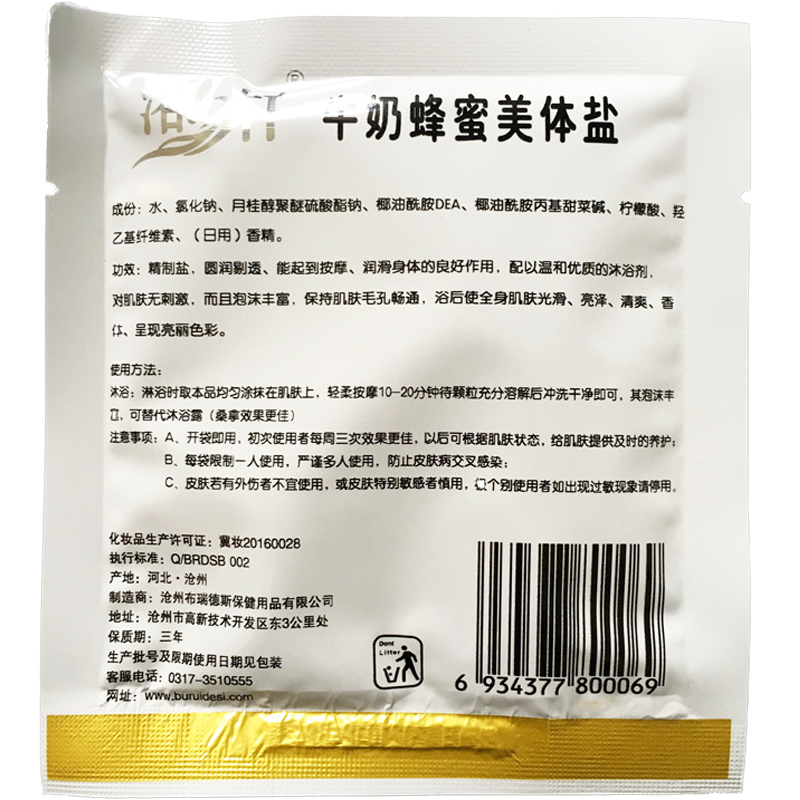 ®
牛奶蜂蜜美体盐
成份：水、氯化钠、月桂醇聚醚硫酸酯钠、椰油酰胺DEA、椰油酰胺丙基甜菜碱、柠檬酸、羟
乙基纤维素、（日用）香精。
功效：精制盐，圆润剔透、能起到按摩、润滑身体的良好作用，配以温和优质的沐浴剂，
对肌肤无刺激，而且泡沫丰富，保持肌肤毛孔畅通，浴后使全身肌肤光滑、亮泽、清爽、香
体、呈现亮丽色彩。
使用方法：
沐浴：淋浴时取本品均匀涂抹在肌肤上，轻柔按摩10-20分钟待颗粒充分溶解后冲洗干净即可，其泡沫丰
，可替代沐浴露（桑拿效果更佳）
注意事项：A、开袋即用，初次使用者每周三次效果更佳，以后可根据肌肤状态，给肌肤提供及时的养护；
B、每袋限制一人使用，严谨多人使用，防止皮肤病交叉感染；
C、皮肤若有外伤者不宜使用，或皮肤特别敏感者慎用，个别使用者如出现过敏现象请停用。
化妆品生产许可证：冀妆20160028
执行标准：Q/BRDSB 002
产地：河北·沧州
制造商：沧州布瑞德斯保健用品有限公司
地址：沧州市高新技术开发区东3公里处
保质期：三年
生产批号及限期使用日期见包装
客服电话：0317-3510555
网址：www.buruidesi.com
Dont
Litter
6 934377 800069